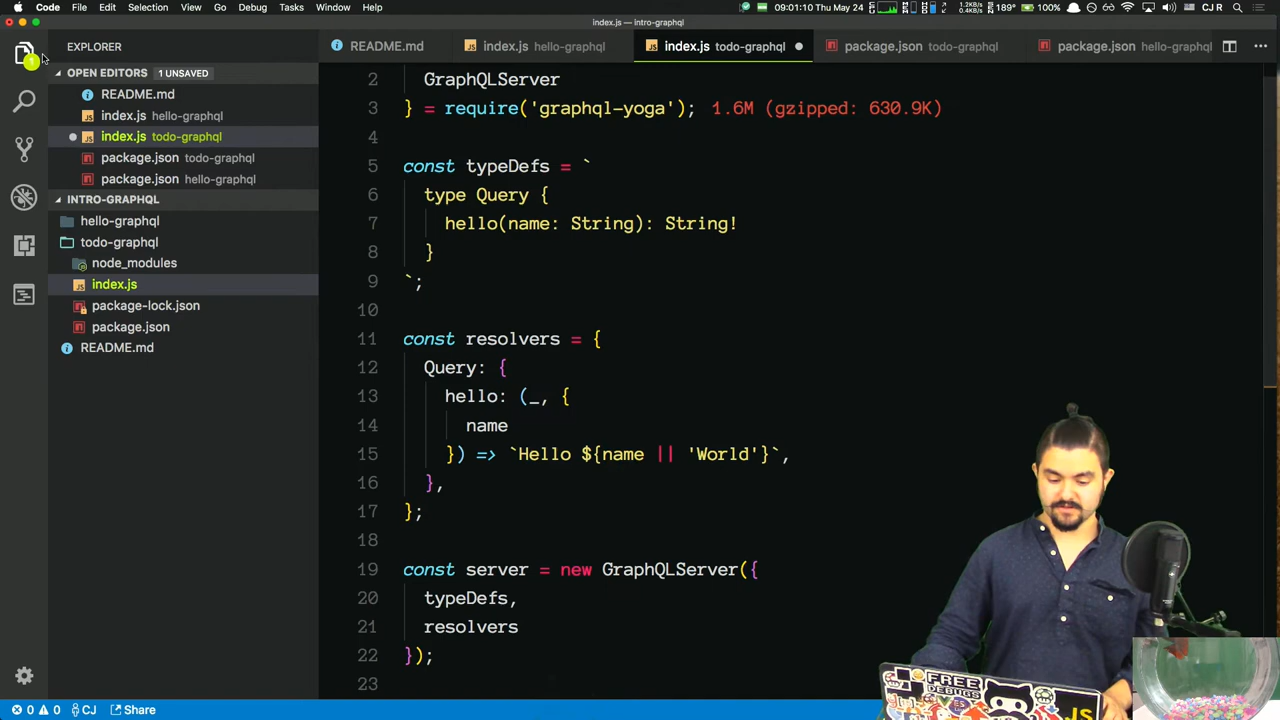 Code File Edit Selection View Go Debug Tasks Window Help
189° 100% 01:09:10 Thu May 24 CJ R
index.js — intro-graphql
EXPLORER
README.md
index.js hello-graphql
index.js todo-graphql
package.json todo-graphql
package.json hello-graphql
OPEN EDITORS 1 UNSAVED
README.md
index.js hello-graphql
index.js todo-graphql
package.json todo-graphql
package.json hello-graphql
INTRO-GRAPHQL
hello-graphql
todo-graphql
node_modules
index.js
package-lock.json
package.json
README.md
1
2 GraphQLServer
3 } = require('graphql-yoga'); 1.6M (gzipped: 630.9K)
4
5 const typeDefs = `
6 type Query {
7 hello(name: String): String!
8 }
9 `;
10
11 const resolvers = {
12 Query: {
13 hello: (_, {
14 name
15 }) => `Hello ${name || 'World'}`,
16 },
17 };
18
19 const server = new GraphQLServer({
20 typeDefs,
21 resolvers
22 });
23
0 0 CJ Share
FREE
DEBUGS
JS